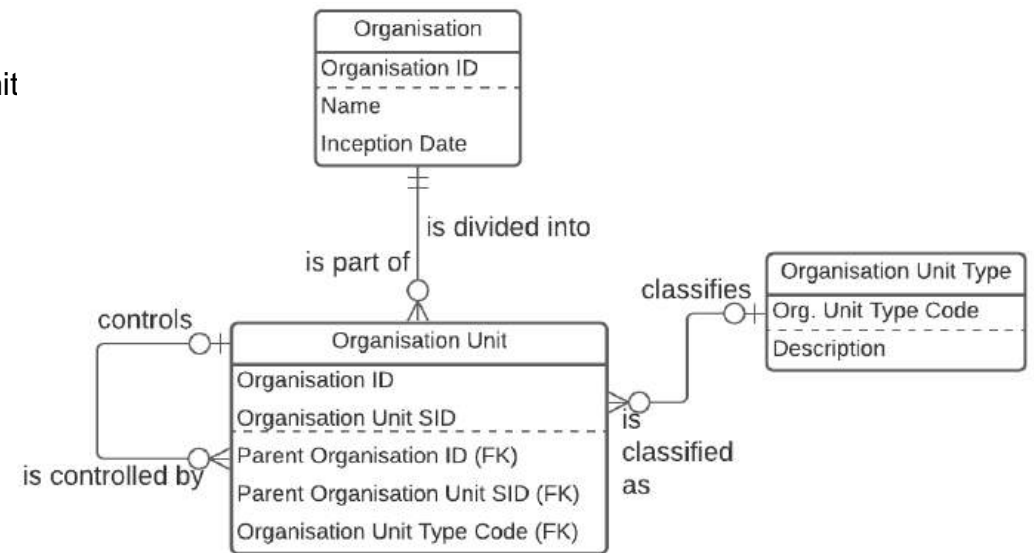 Organisation
Organisation ID
Name
Inception Date
is divided into
is part of
Organisation Unit Type
Org. Unit Type Code
Description
classifies
controls
Organisation Unit
Organisation ID
Organisation Unit SID
Parent Organisation ID (FK)
Parent Organisation Unit SID (FK)
Organisation Unit Type Code (FK)
is
classified
as
is controlled by